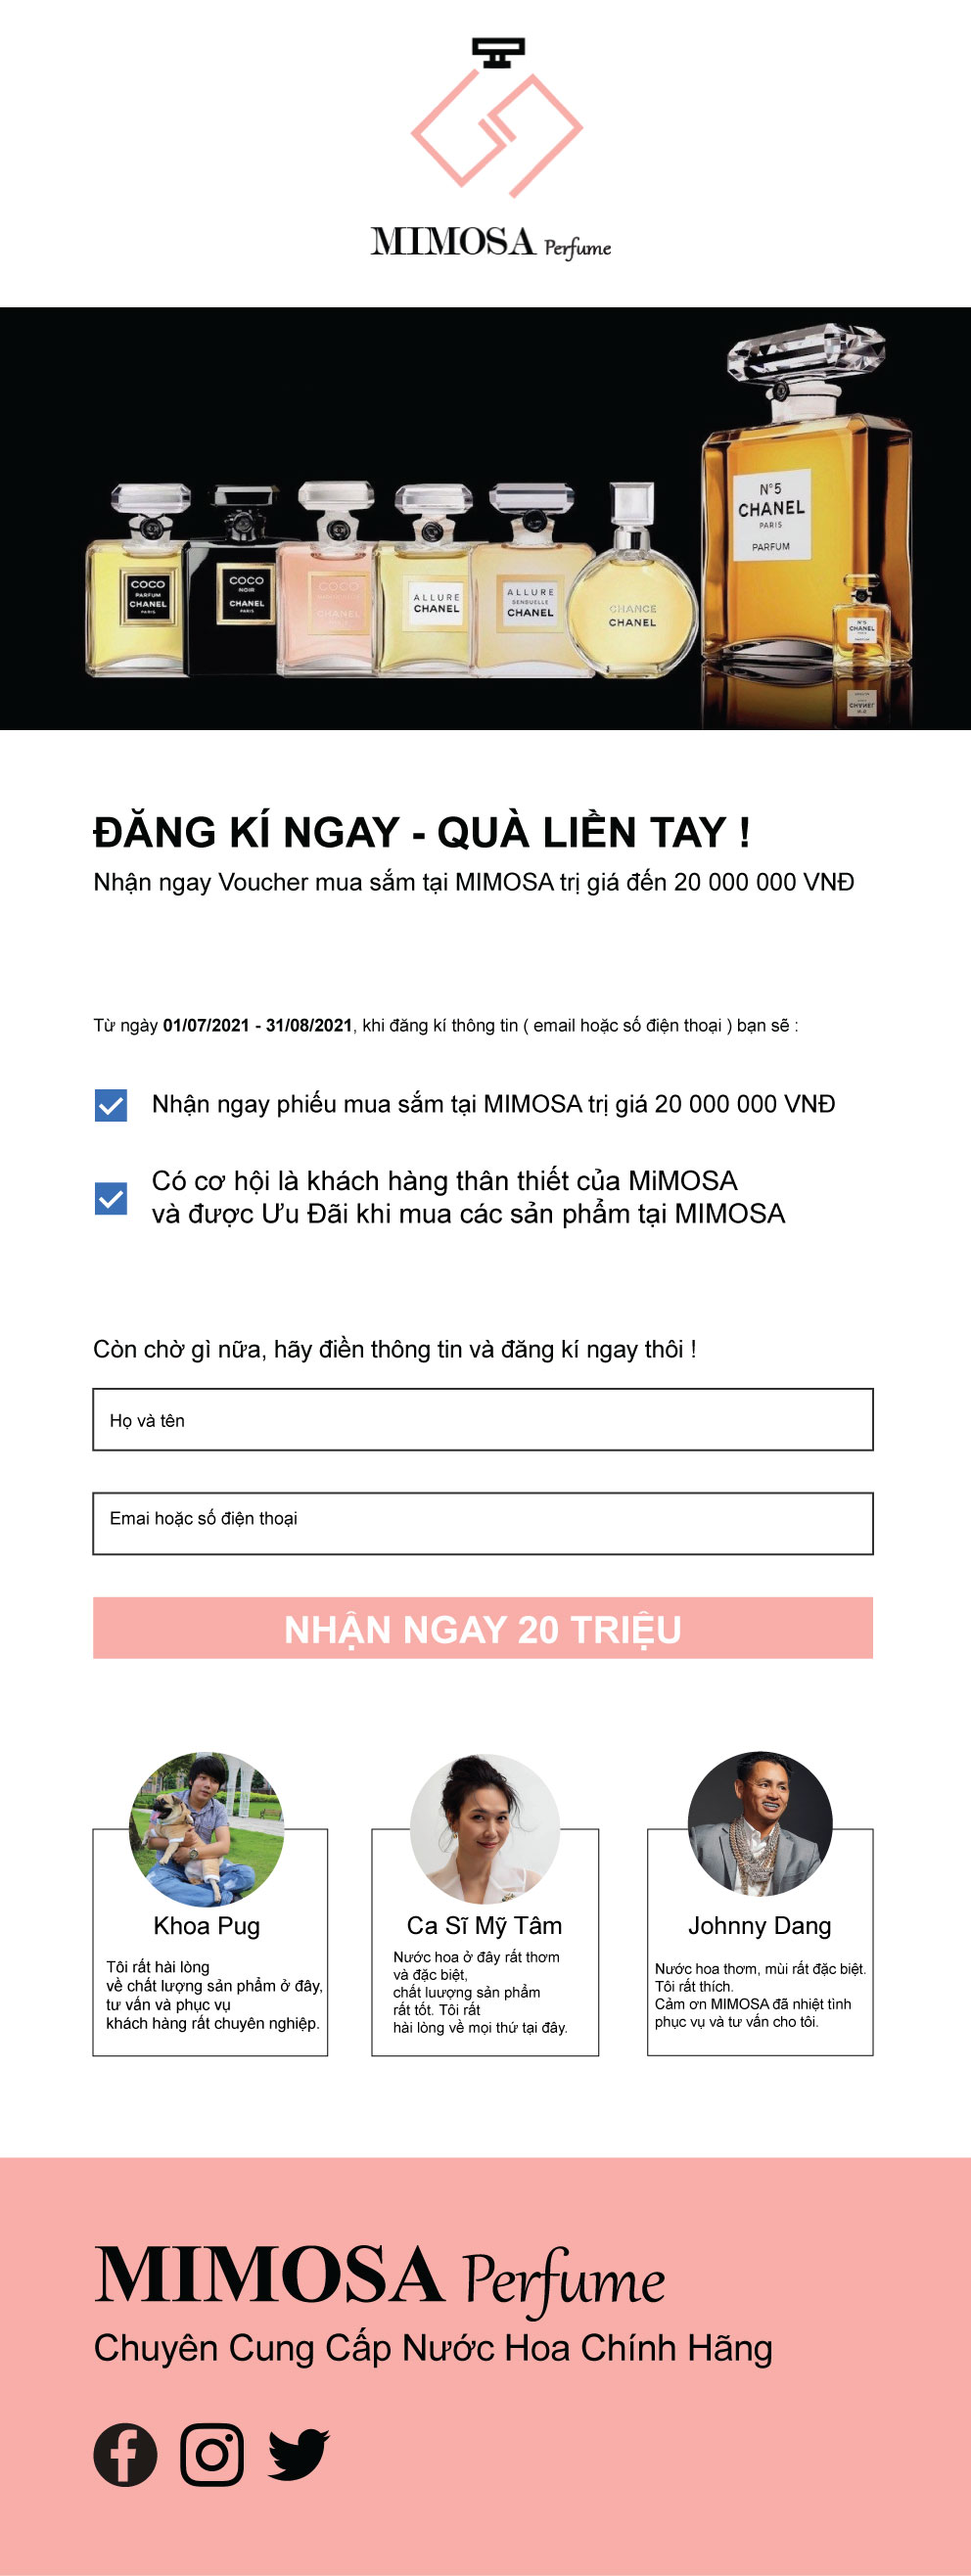 MIMOSA Perfume
N°5
CHANEL
PARIS
PARFUM
COCO
PARFUM
CHANEL
PARIS
COCO
NOIR
CHANEL
PARIS
COCO
CHANEL
ALLURE
CHANEL
ALLURE
SENSUELLE
CHANEL
CHANCE
CHANEL
N°5
CHANEL
ĐĂNG KÍ NGAY - QUÀ LIỀN TAY !
Nhận ngay Voucher mua sắm tại MIMOSA trị giá đến 20 000 000 VNĐ
Từ ngày 01/07/2021 - 31/08/2021, khi đăng kí thông tin ( email hoặc số điện thoại ) bạn sẽ :
Nhận ngay phiếu mua sắm tại MIMOSA trị giá 20 000 000 VNĐ
Có cơ hội là khách hàng thân thiết của MiMOSA
và được Ưu Đãi khi mua các sản phẩm tại MIMOSA
Còn chờ gì nữa, hãy điền thông tin và đăng kí ngay thôi !
Họ và tên
Emai hoặc số điện thoại
NHẬN NGAY 20 TRIỆU
Khoa Pug
Tôi rất hài lòng
về chất lượng sản phẩm ở đây,
tư vấn và phục vụ
khách hàng rất chuyên nghiệp.
Ca Sĩ Mỹ Tâm
Nước hoa ở đây rất thơm
và đặc biệt,
chất luượng sản phẩm
rất tốt. Tôi rất
hài lòng về mọi thứ tại đây.
Johnny Dang
Nước hoa thơm, mùi rất đặc biệt.
Tôi rất thích.
Cảm ơn MIMOSA đã nhiệt tình
phục vụ và tư vấn cho tôi.
MIMOSA Perfume
Chuyên Cung Cấp Nước Hoa Chính Hãng